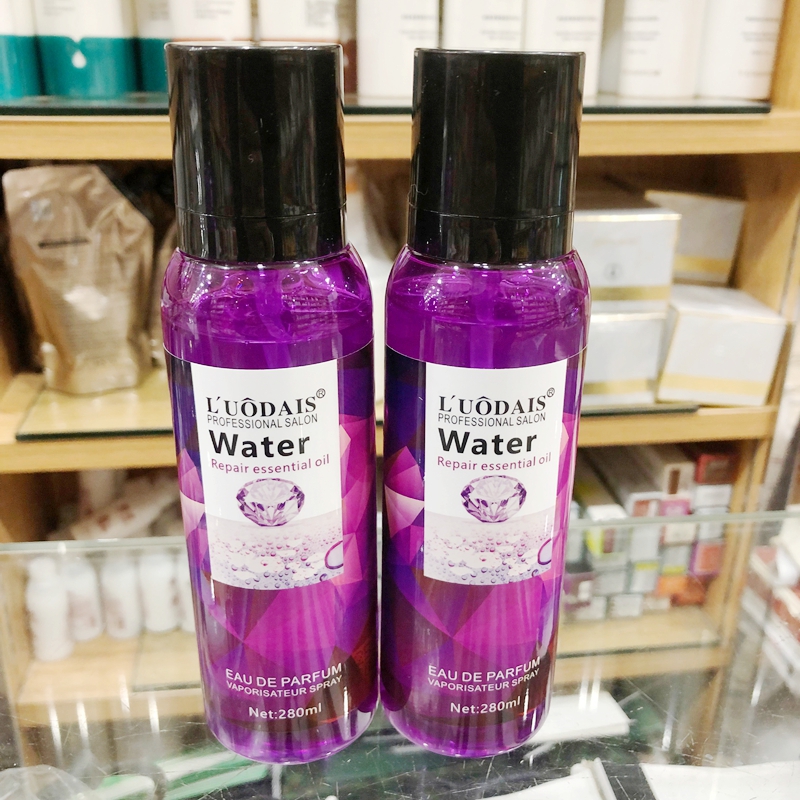 L'UÔDAIS®
PROFESSIONAL SALON
Water
Repair essential oil
EAU DE PARFUM
VAPORISATEUR SPRAY
Net:280ml
L'UÔDAIS®
PROFESSIONAL SALON
Water
Repair essential oil
EAU DE PARFUM
VAPORISATEUR SPRAY
Net:280ml